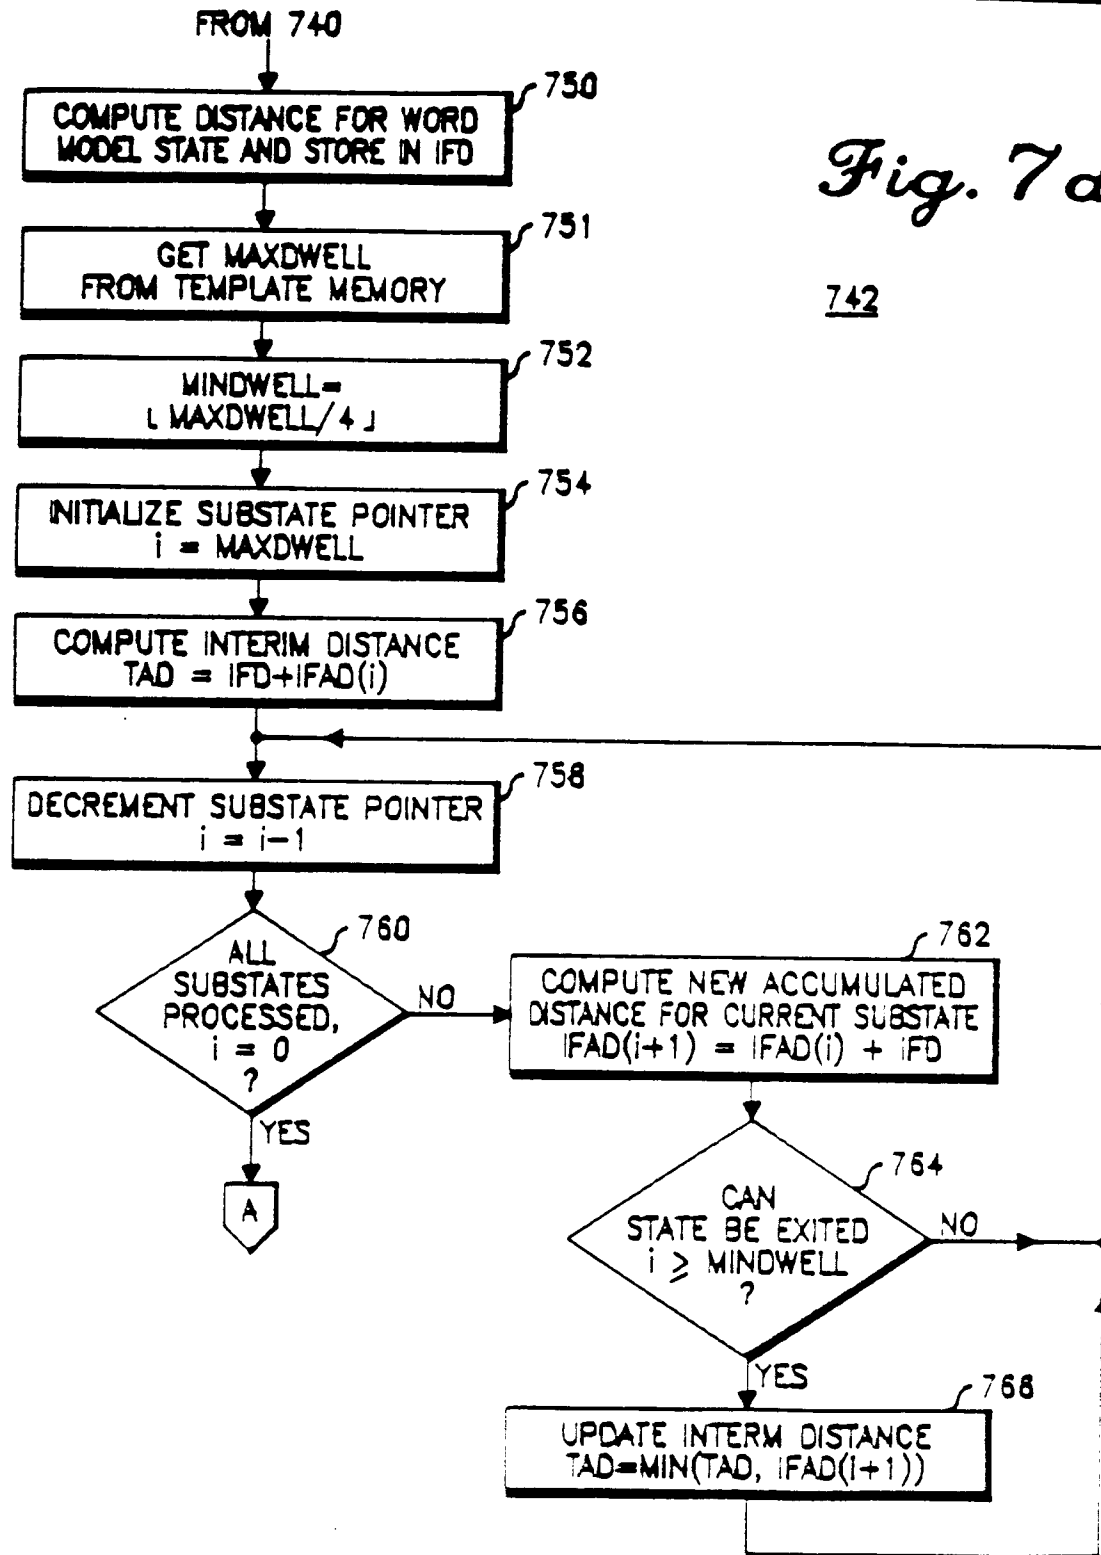 FROM 740
750
COMPUTE DISTANCE FOR WORD
MODEL STATE AND STORE IN IFD
Fig. 7a
751
GET MAXDWELL
FROM TEMPLATE MEMORY
742
752
MINDWELL=
⌊ MAXDWELL/4 ⌋
754
INITIALIZE SUBSTATE POINTER
i = MAXDWELL
756
COMPUTE INTERIM DISTANCE
TAD = IFD+IFAD(i)
758
DECREMENT SUBSTATE POINTER
i = i-1
760
ALL
SUBSTATES
PROCESSED,
i = 0
?
NO
YES
A
762
COMPUTE NEW ACCUMULATED
DISTANCE FOR CURRENT SUBSTATE
IFAD(i+1) = IFAD(i) + IFD
764
CAN
STATE BE EXITED
i ≥ MINDWELL
?
NO
YES
766
UPDATE INTERM DISTANCE
TAD=MIN(TAD, IFAD(i+1))